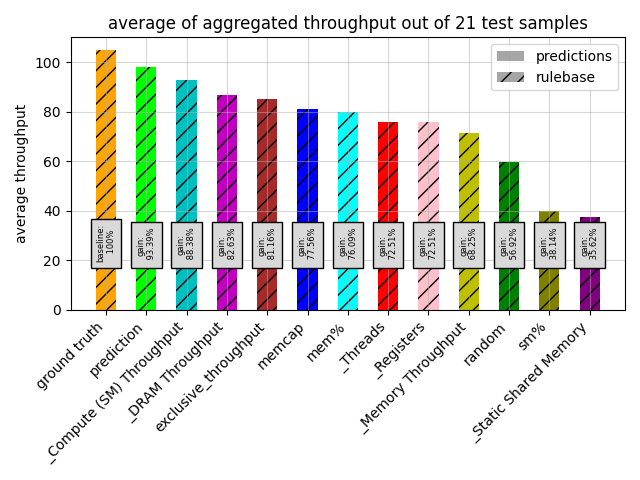 average of aggregated throughput out of 21 test samples
predictions
rulebase
average throughput
100
80
60
40
20
0
baseline:
100%
gain:
93.39%
gain:
88.38%
gain:
82.63%
gain:
81.16%
gain:
77.56%
gain:
76.09%
gain:
72.51%
gain:
72.51%
gain:
68.25%
gain:
56.92%
gain:
38.14%
gain:
35.62%
ground truth
prediction
_Compute (SM) Throughput
_DRAM Throughput
exclusive_throughput
memcap
mem%
_Threads
_Registers
_Memory Throughput
random
sm%
_Static Shared Memory